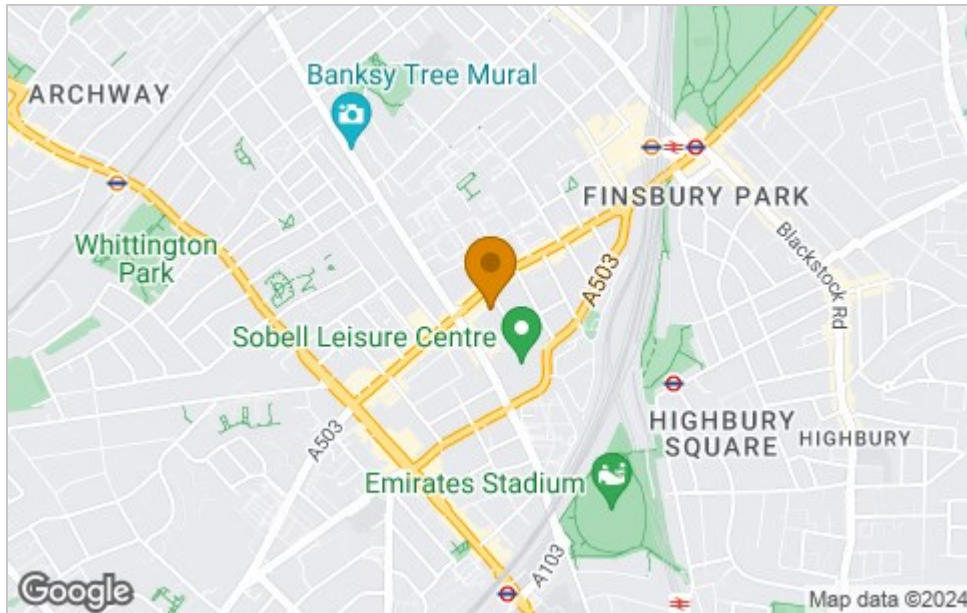 Banksy Tree Mural
ARCHWAY
FINSBURY PARK
Whittington
Park
Blackstock Rd
A503
Sobell Leisure Centre
A503
HIGHBURY
SQUARE
HIGHBURY
Emirates Stadium
A103
Google
Map data ©2024